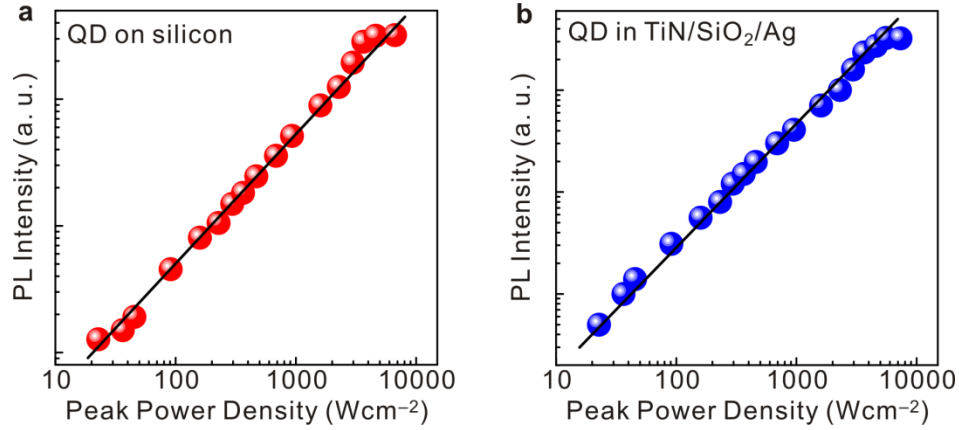 a
QD on silicon
PL Intensity (a. u.)
10
100
1000
10000
Peak Power Density (Wcm⁻²)
b
QD in TiN/SiO₂/Ag
PL Intensity (a. u.)
10
100
1000
10000
Peak Power Density (Wcm⁻²)